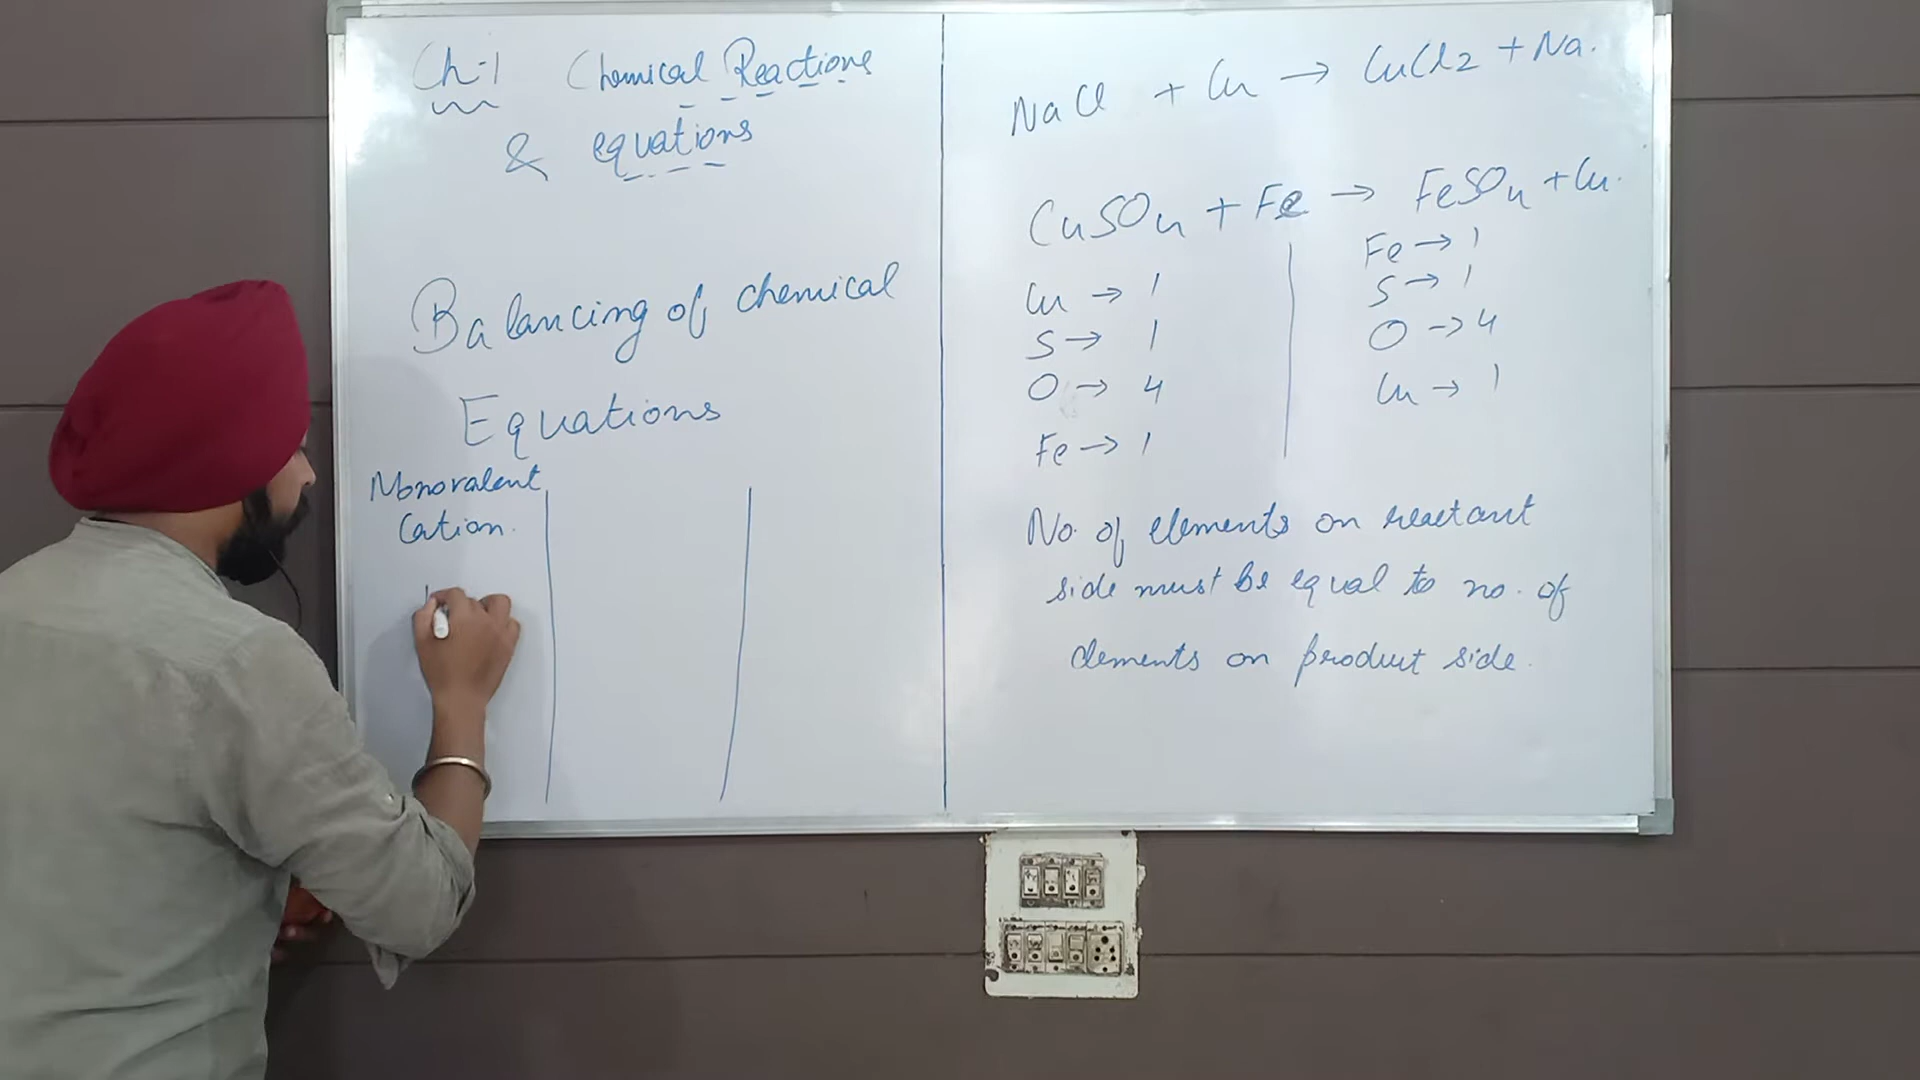 Ch-1 Chemical Reactions
& equations
Balancing of chemical
Equations
Monovalent
Cation.
NaCl + Cu → CuCl2 + Na.
CuSO4 + Fe → FeSO4 + Cu.
Cu → 1
S → 1
O → 4
Fe → 1
Fe → 1
S → 1
O → 4
Cu → 1
No. of elements on reactant
side must be equal to no. of
elements on product side.